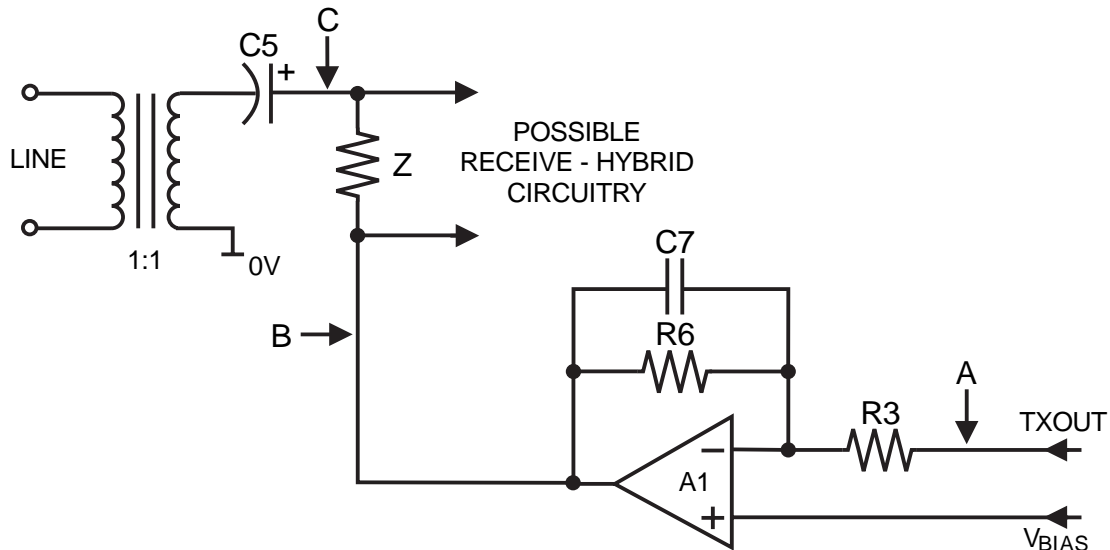 C
C5
+
LINE
Z
POSSIBLE
RECEIVE - HYBRID
CIRCUITRY
1:1
0V
C7
B
R6
A
R3
TXOUT
−
A1
+
VBIAS